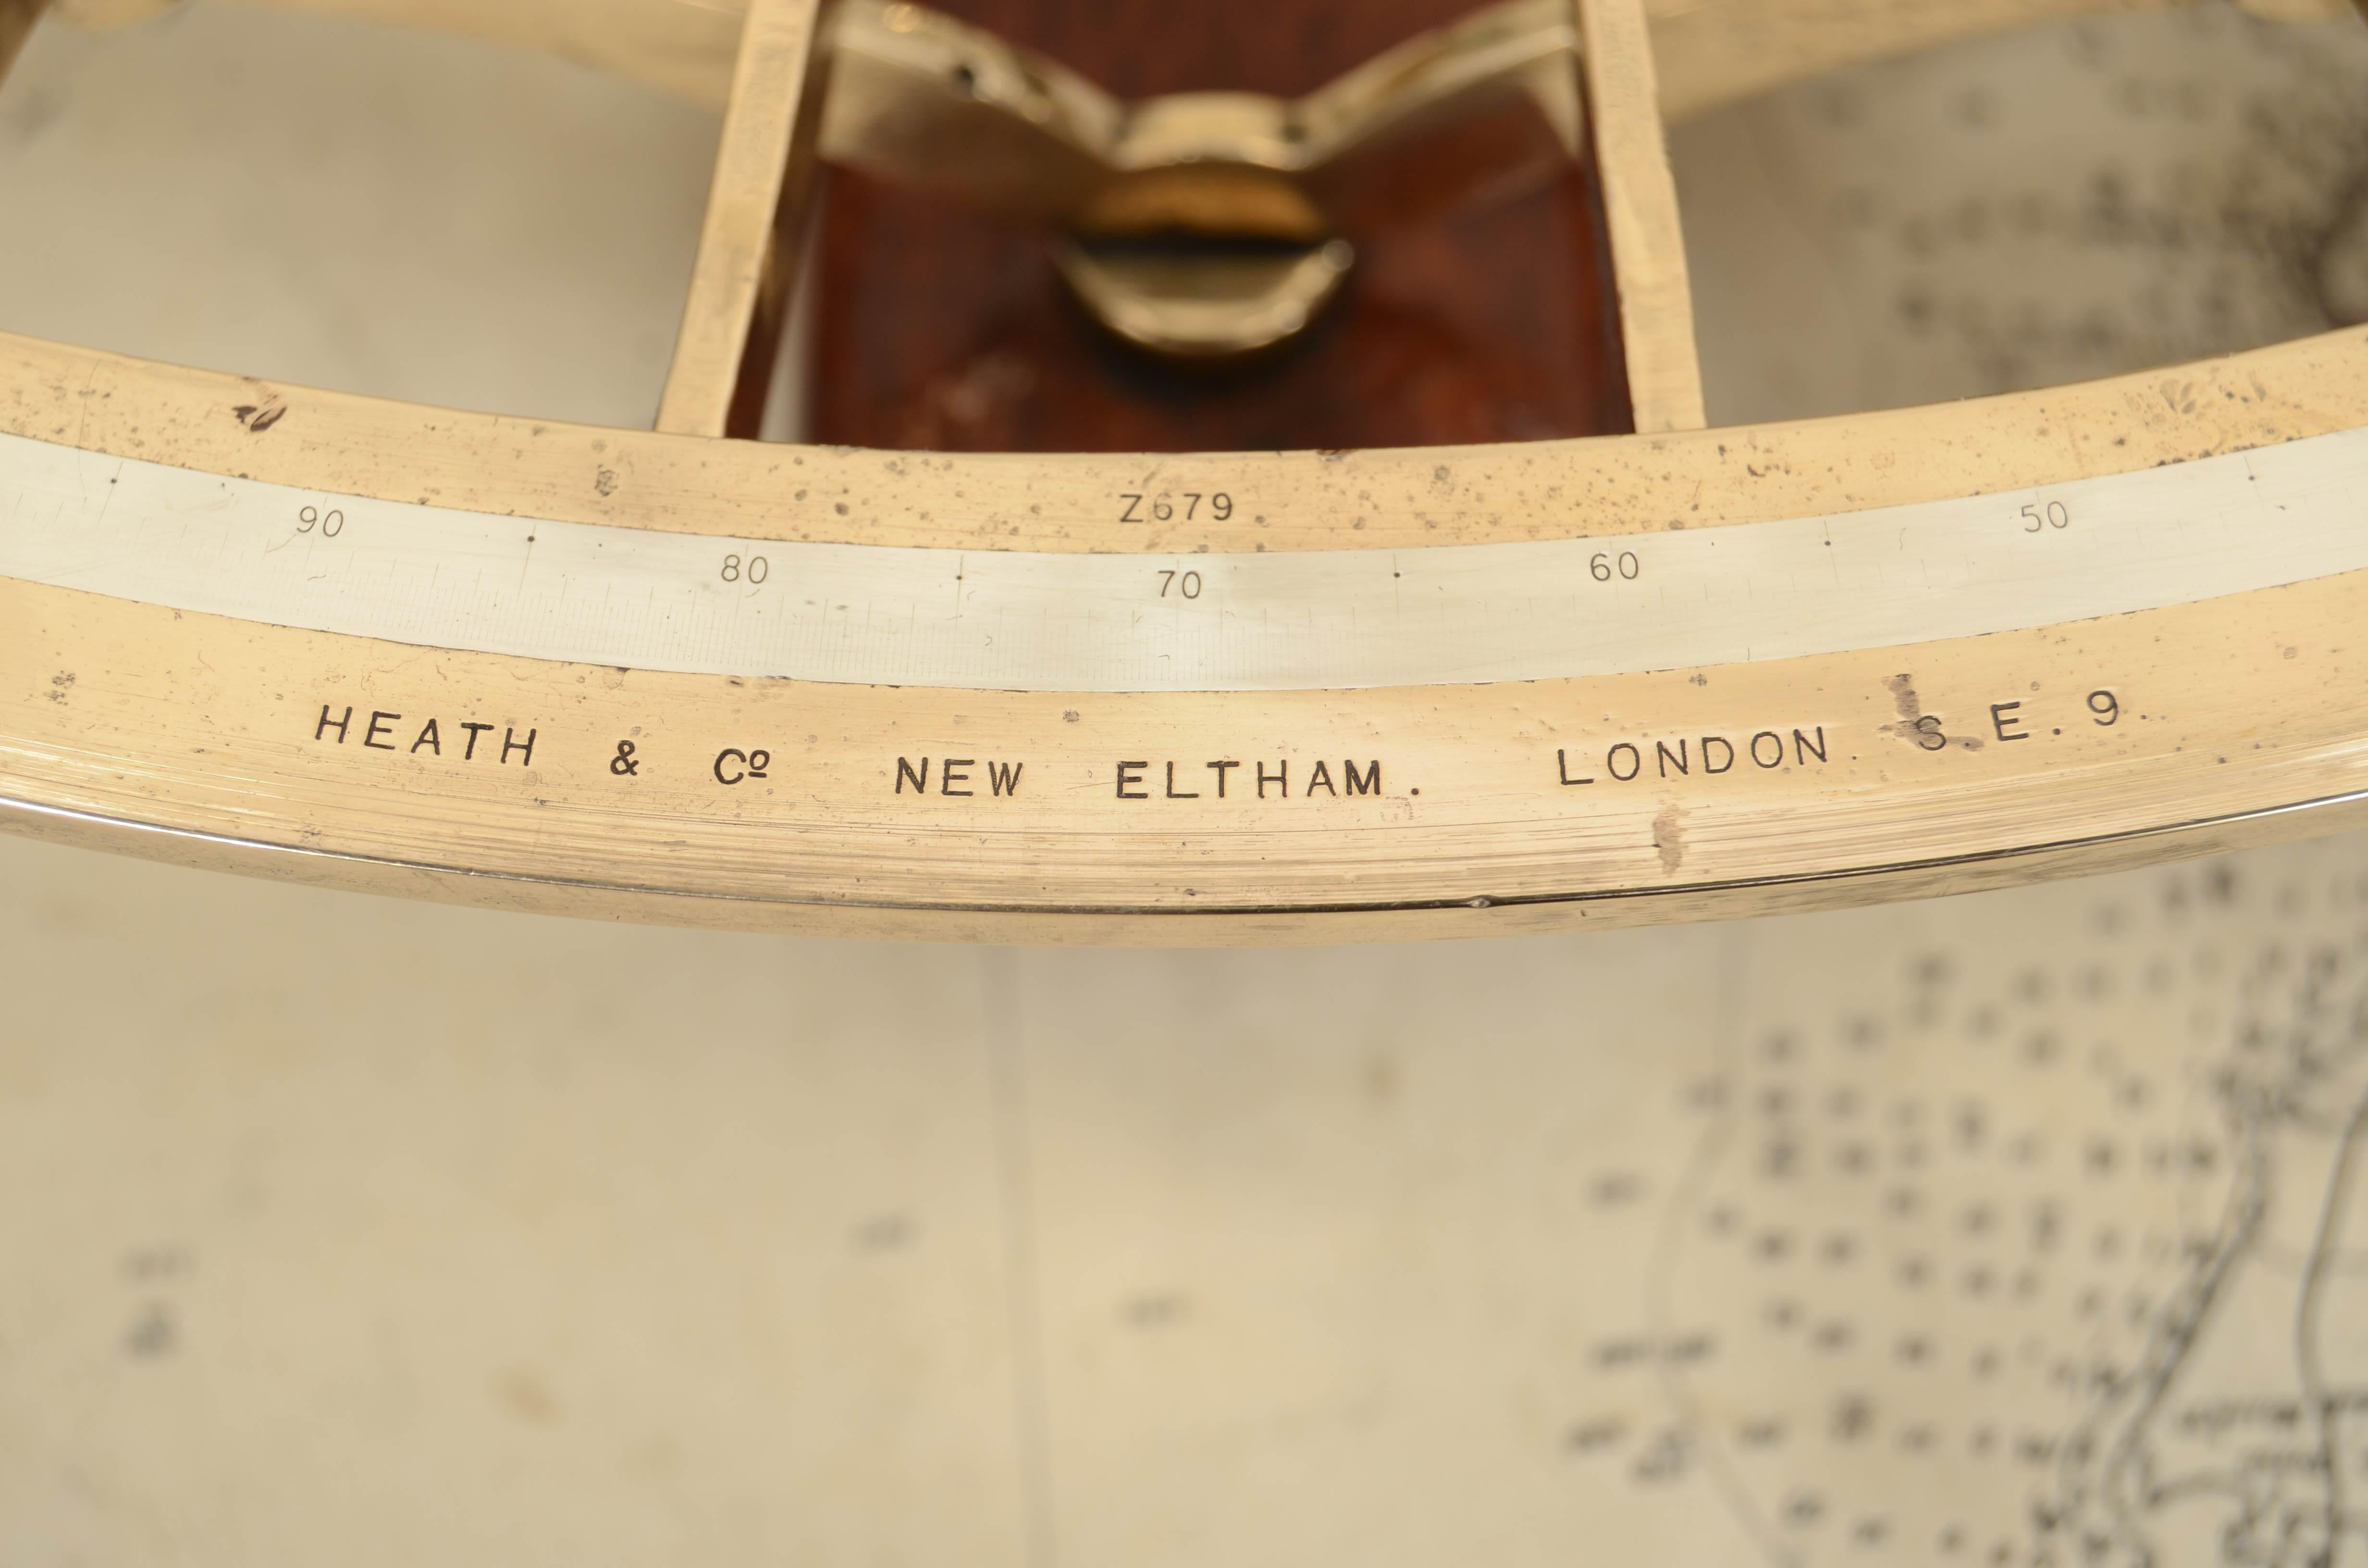 Z679
90 80 70 60 50
HEATH & Cº NEW ELTHAM. LONDON. S.E.9.